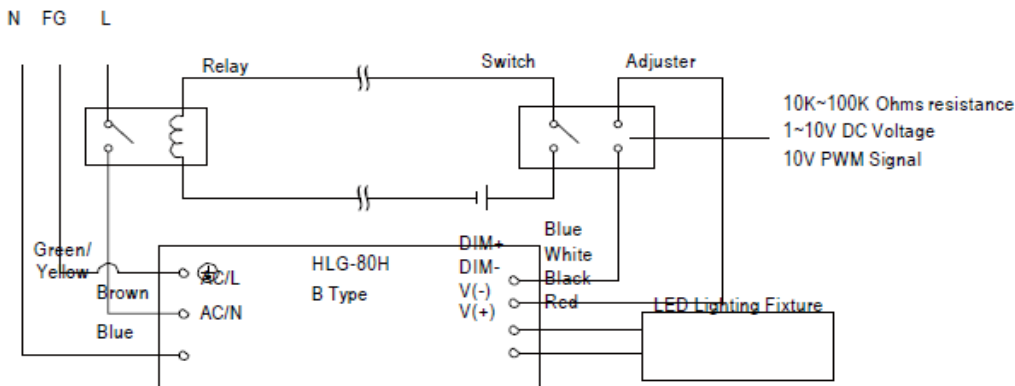 N FG L
Relay
Switch
Adjuster
10K~100K Ohms resistance
1~10V DC Voltage
10V PWM Signal
Green/
Yellow
Brown
Blue
AC/L
AC/N
HLG-80H
B Type
DIM+
DIM-
V(-)
V(+)
Blue
White
Black
Red
LED Lighting Fixture